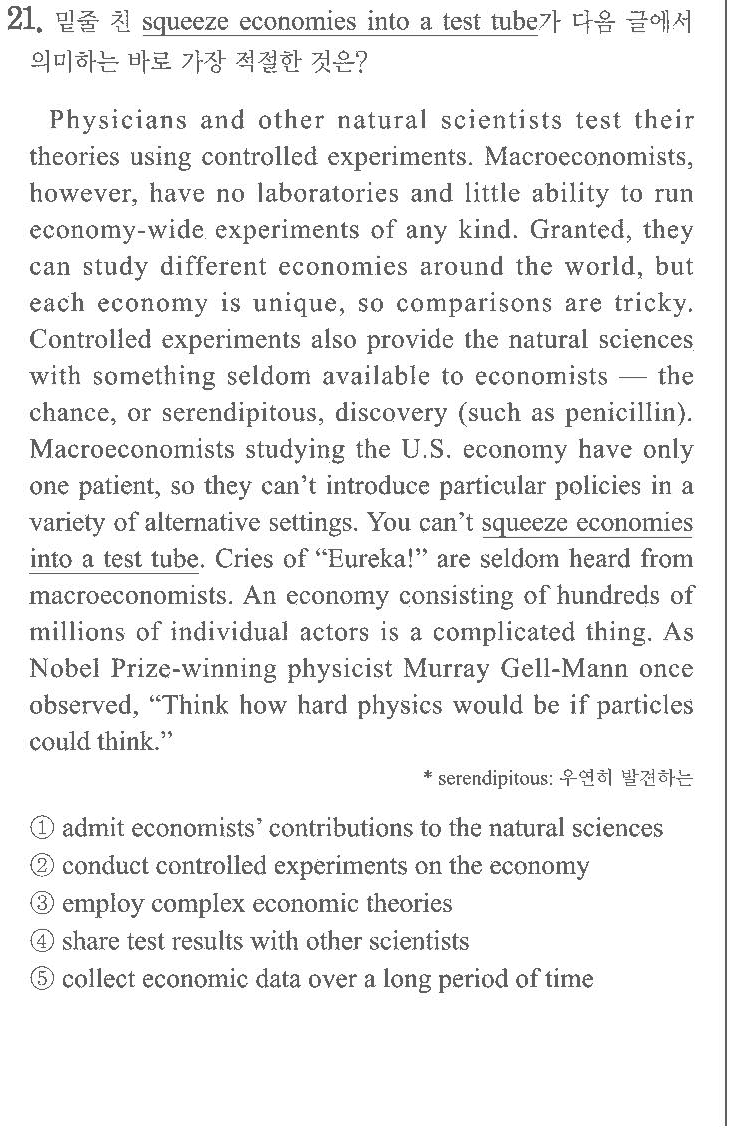 21. 밑줄 친 squeeze economies into a test tube가 다음 글에서
의미하는 바로 가장 적절한 것은?
Physicians and other natural scientists test their
theories using controlled experiments. Macroeconomists,
however, have no laboratories and little ability to run
economy-wide experiments of any kind. Granted, they
can study different economies around the world, but
each economy is unique, so comparisons are tricky.
Controlled experiments also provide the natural sciences
with something seldom available to economists — the
chance, or serendipitous, discovery (such as penicillin).
Macroeconomists studying the U.S. economy have only
one patient, so they can't introduce particular policies in a
variety of alternative settings. You can't squeeze economies
into a test tube. Cries of “Eureka!” are seldom heard from
macroeconomists. An economy consisting of hundreds of
millions of individual actors is a complicated thing. As
Nobel Prize-winning physicist Murray Gell-Mann once
observed, “Think how hard physics would be if particles
could think.”
* serendipitous: 우연히 발견하는
① admit economists' contributions to the natural sciences
② conduct controlled experiments on the economy
③ employ complex economic theories
④ share test results with other scientists
⑤ collect economic data over a long period of time